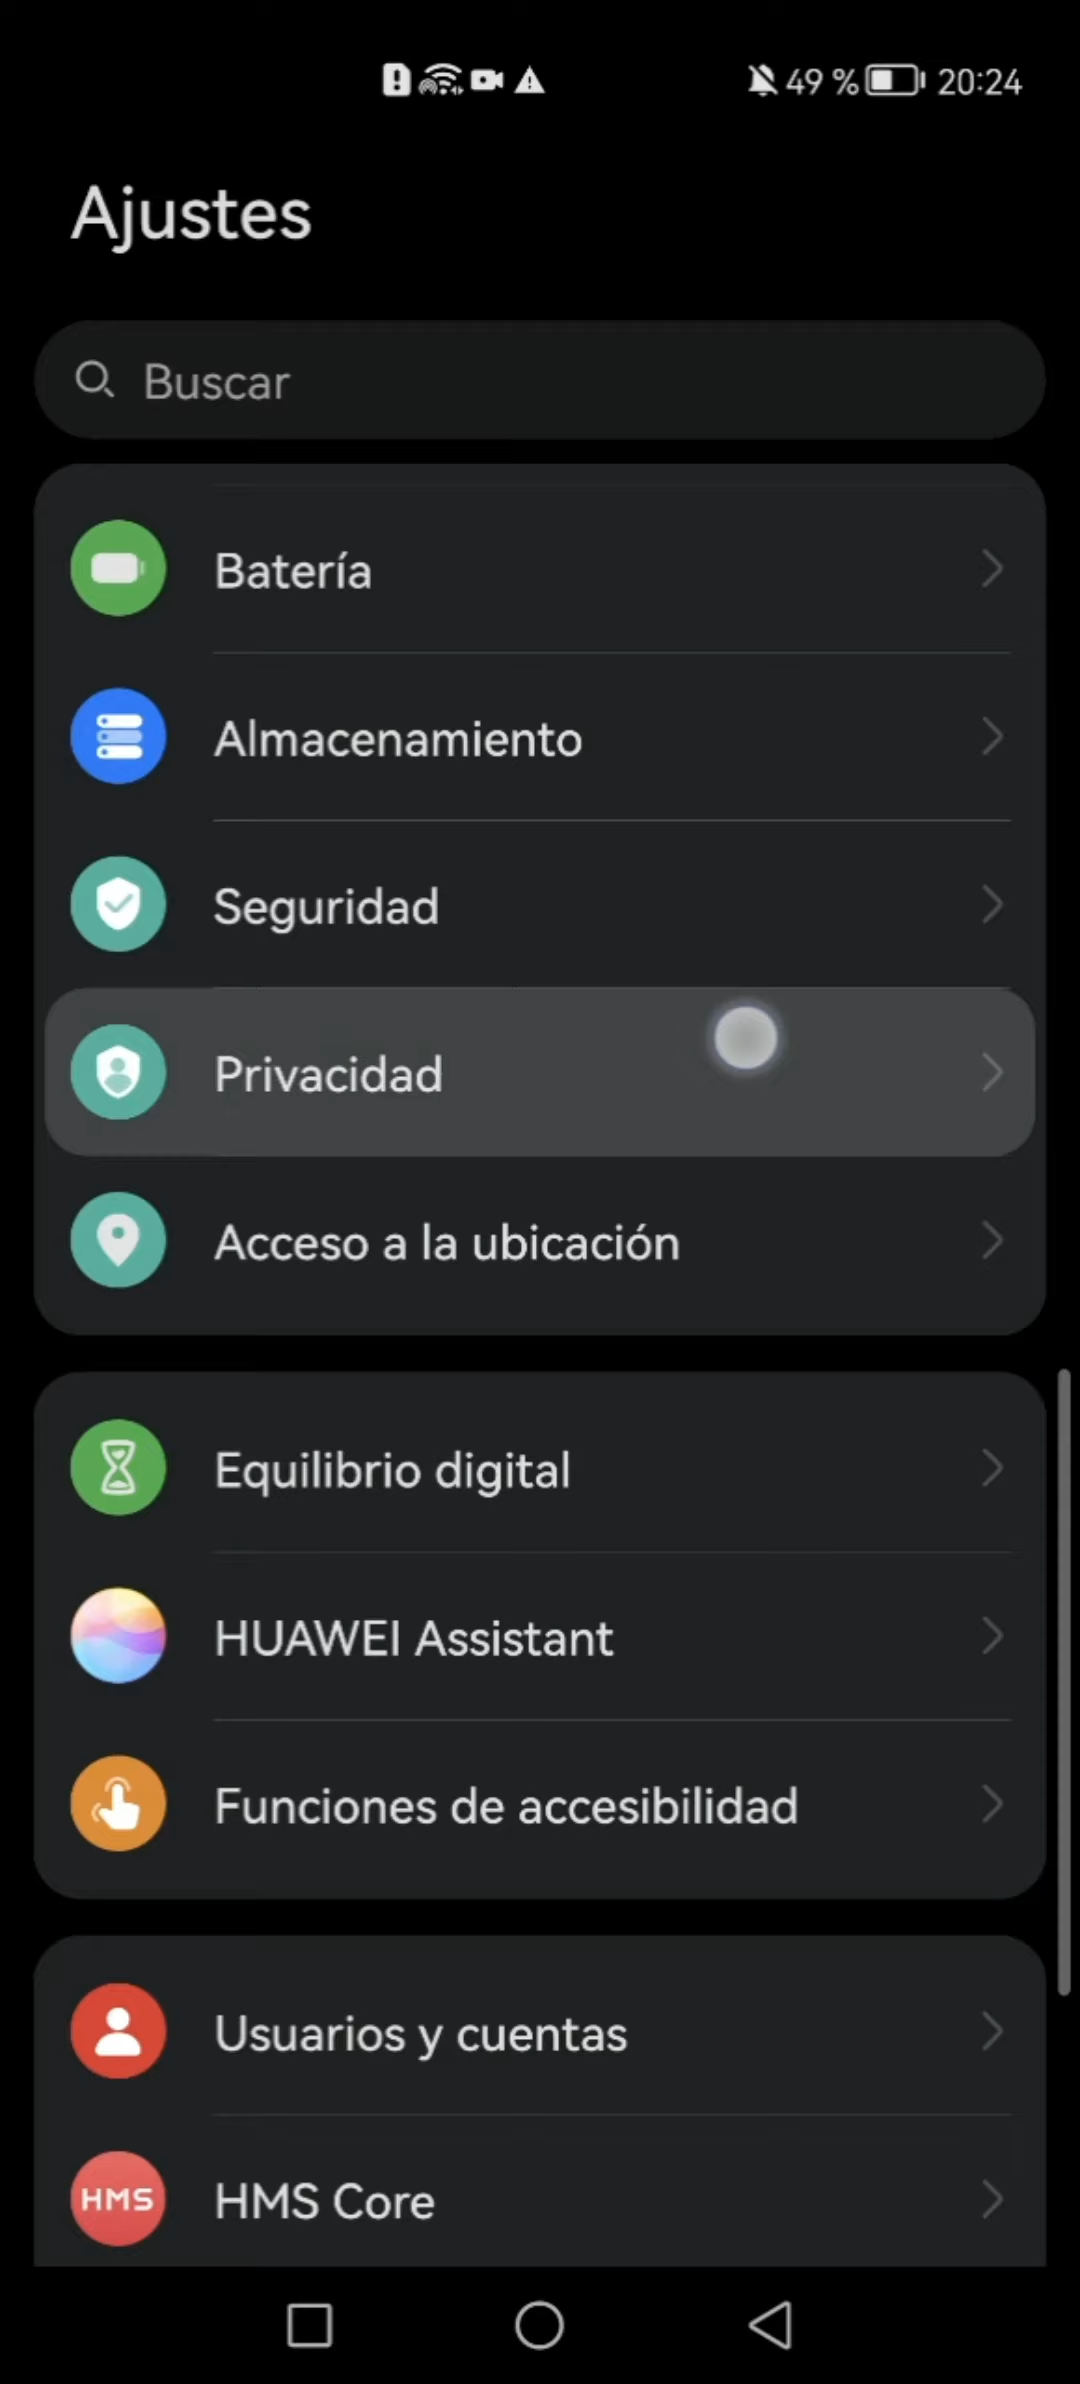 49 % 20:24
Ajustes
Buscar
Batería
Almacenamiento
Seguridad
Privacidad
Acceso a la ubicación
Equilibrio digital
HUAWEI Assistant
Funciones de accesibilidad
Usuarios y cuentas
HMS HMS Core